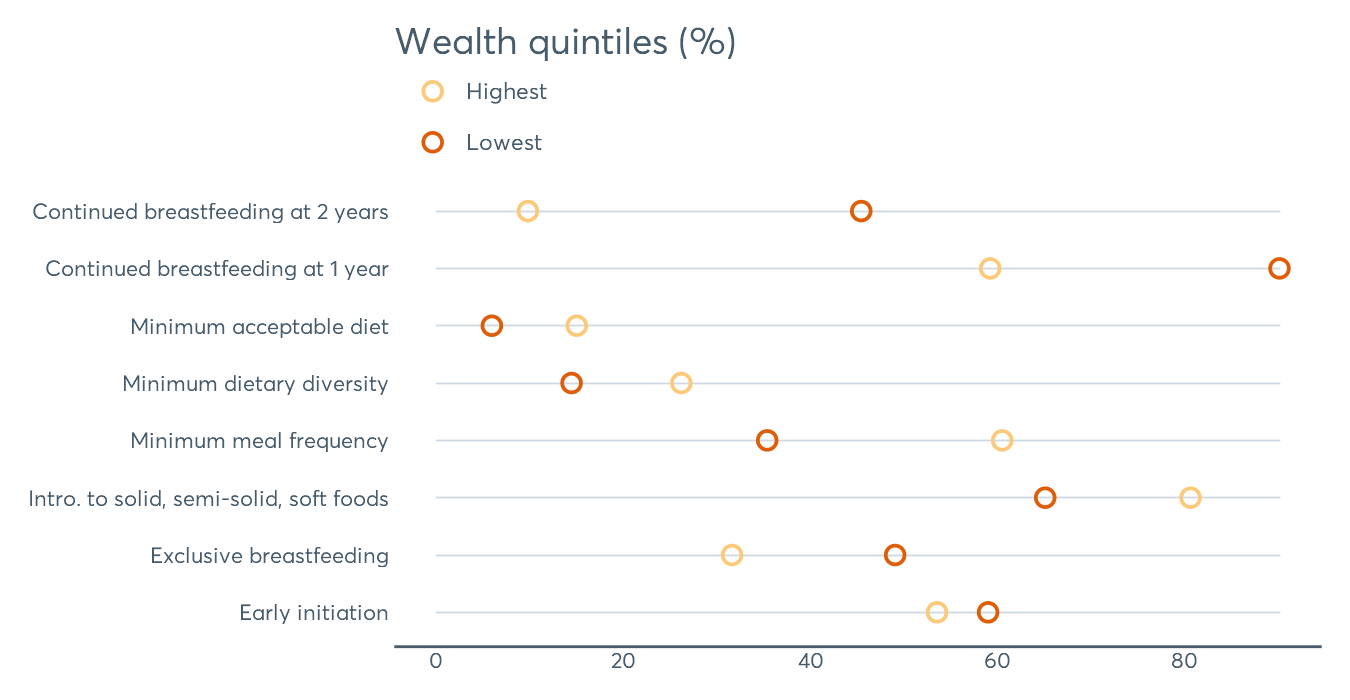 Wealth quintiles (%)
Highest
Lowest
Continued breastfeeding at 2 years
Continued breastfeeding at 1 year
Minimum acceptable diet
Minimum dietary diversity
Minimum meal frequency
Intro. to solid, semi-solid, soft foods
Exclusive breastfeeding
Early initiation
0 20 40 60 80